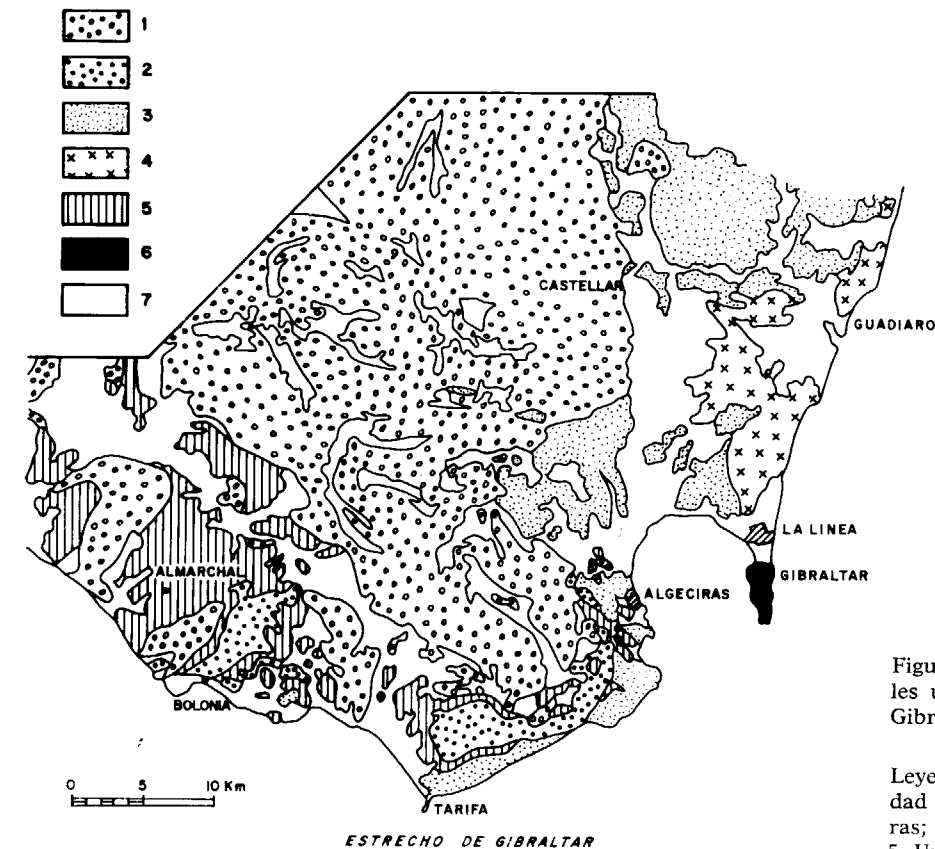 1
2
3
4
5
6
7
CASTELLAR
GUADIARO
LA LINEA
GIBRALTAR
ALMARCHAL
ALGECIRAS
BOLONIA
TARIFA
0 5 10 Km
ESTRECHO DE GIBRALTAR
Figu
les u
Gibr
Leye
dad
ras;